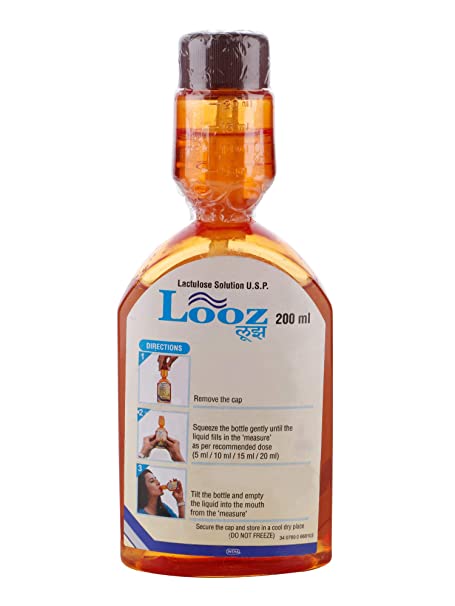 Lactulose Solution U.S.P.
Looz 200 ml
लूझ
DIRECTIONS
1
Remove the cap
2
Squeeze the bottle gently until the
liquid fills in the 'measure'
as per recommended dose
(5 ml / 10 ml / 15 ml / 20 ml)
3
Tilt the bottle and empty
the liquid into the mouth
from the 'measure'
Secure the cap and store in a cool dry place
(DO NOT FREEZE)